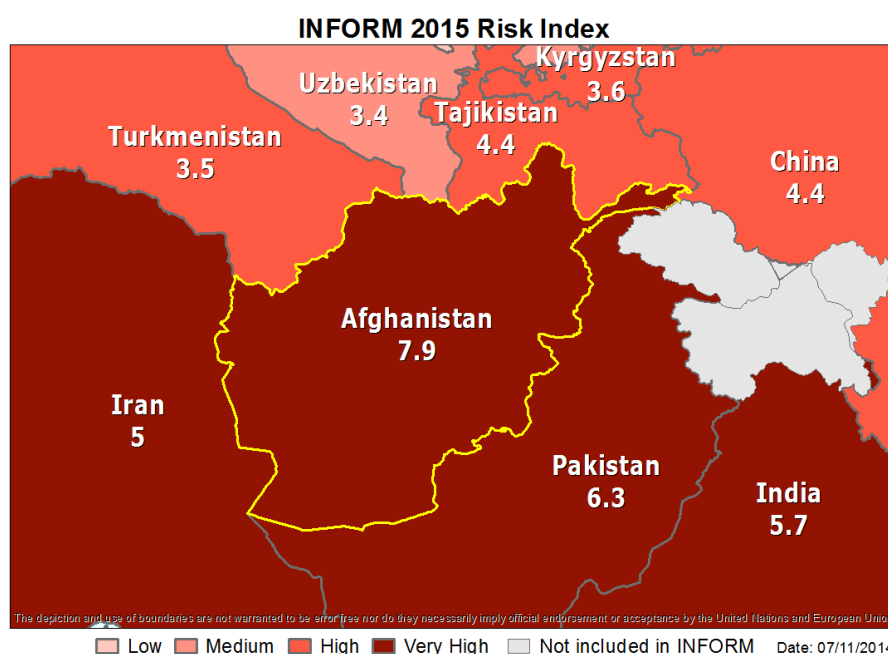 INFORM 2015 Risk Index
Kyrgyzstan
3.6
Uzbekistan
3.4
Tajikistan
4.4
Turkmenistan
3.5
China
4.4
Afghanistan
7.9
Iran
5
Pakistan
6.3
India
5.7
The depiction and use of boundaries are not warranted to be error free nor do they necessarily imply official endorsement or acceptance by the United Nations and European Unio
Low Medium High Very High Not included in INFORM Date: 07/11/2014